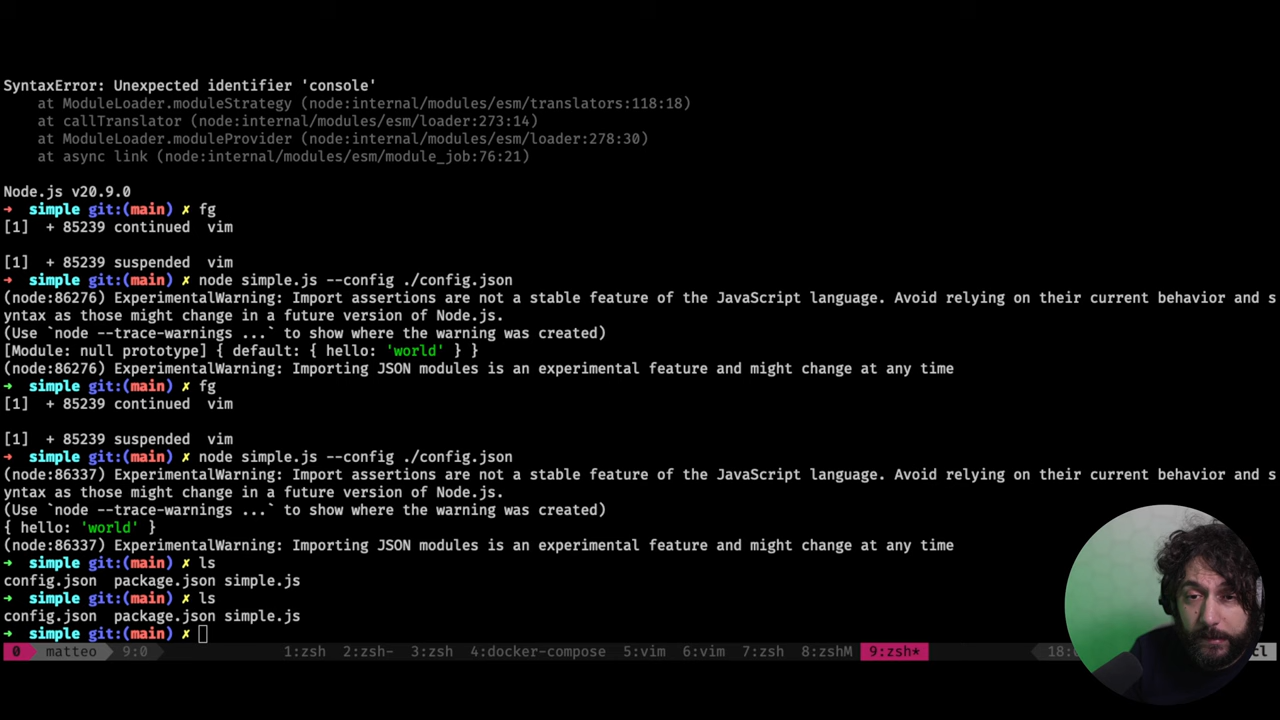 SyntaxError: Unexpected identifier 'console'
    at ModuleLoader.moduleStrategy (node:internal/modules/esm/translators:118:18)
    at callTranslator (node:internal/modules/esm/loader:273:14)
    at ModuleLoader.moduleProvider (node:internal/modules/esm/loader:278:30)
    at async link (node:internal/modules/esm/module_job:76:21)
Node.js v20.9.0
➜  simple git:(main) ✗ fg
[1]  + 85239 continued  vim
[1]  + 85239 suspended  vim
➜  simple git:(main) ✗ node simple.js --config ./config.json
(node:86276) ExperimentalWarning: Import assertions are not a stable feature of the JavaScript language. Avoid relying on their current behavior and s
yntax as those might change in a future version of Node.js.
(Use `node --trace-warnings ...` to show where the warning was created)
[Module: null prototype] { default: { hello: 'world' } }
(node:86276) ExperimentalWarning: Importing JSON modules is an experimental feature and might change at any time
➜  simple git:(main) ✗ fg
[1]  + 85239 continued  vim
[1]  + 85239 suspended  vim
➜  simple git:(main) ✗ node simple.js --config ./config.json
(node:86337) ExperimentalWarning: Import assertions are not a stable feature of the JavaScript language. Avoid relying on their current behavior and s
yntax as those might change in a future version of Node.js.
(Use `node --trace-warnings ...` to show where the warning was created)
{ hello: 'world' }
(node:86337) ExperimentalWarning: Importing JSON modules is an experimental feature and might change at any time
➜  simple git:(main) ✗ ls
config.json  package.json simple.js
➜  simple git:(main) ✗ ls
config.json  package.json simple.js
➜  simple git:(main) ✗
0 matteo 9:0 1:zsh 2:zsh- 3:zsh 4:docker-compose 5:vim 6:vim 7:zsh 8:zshM 9:zsh* 18: